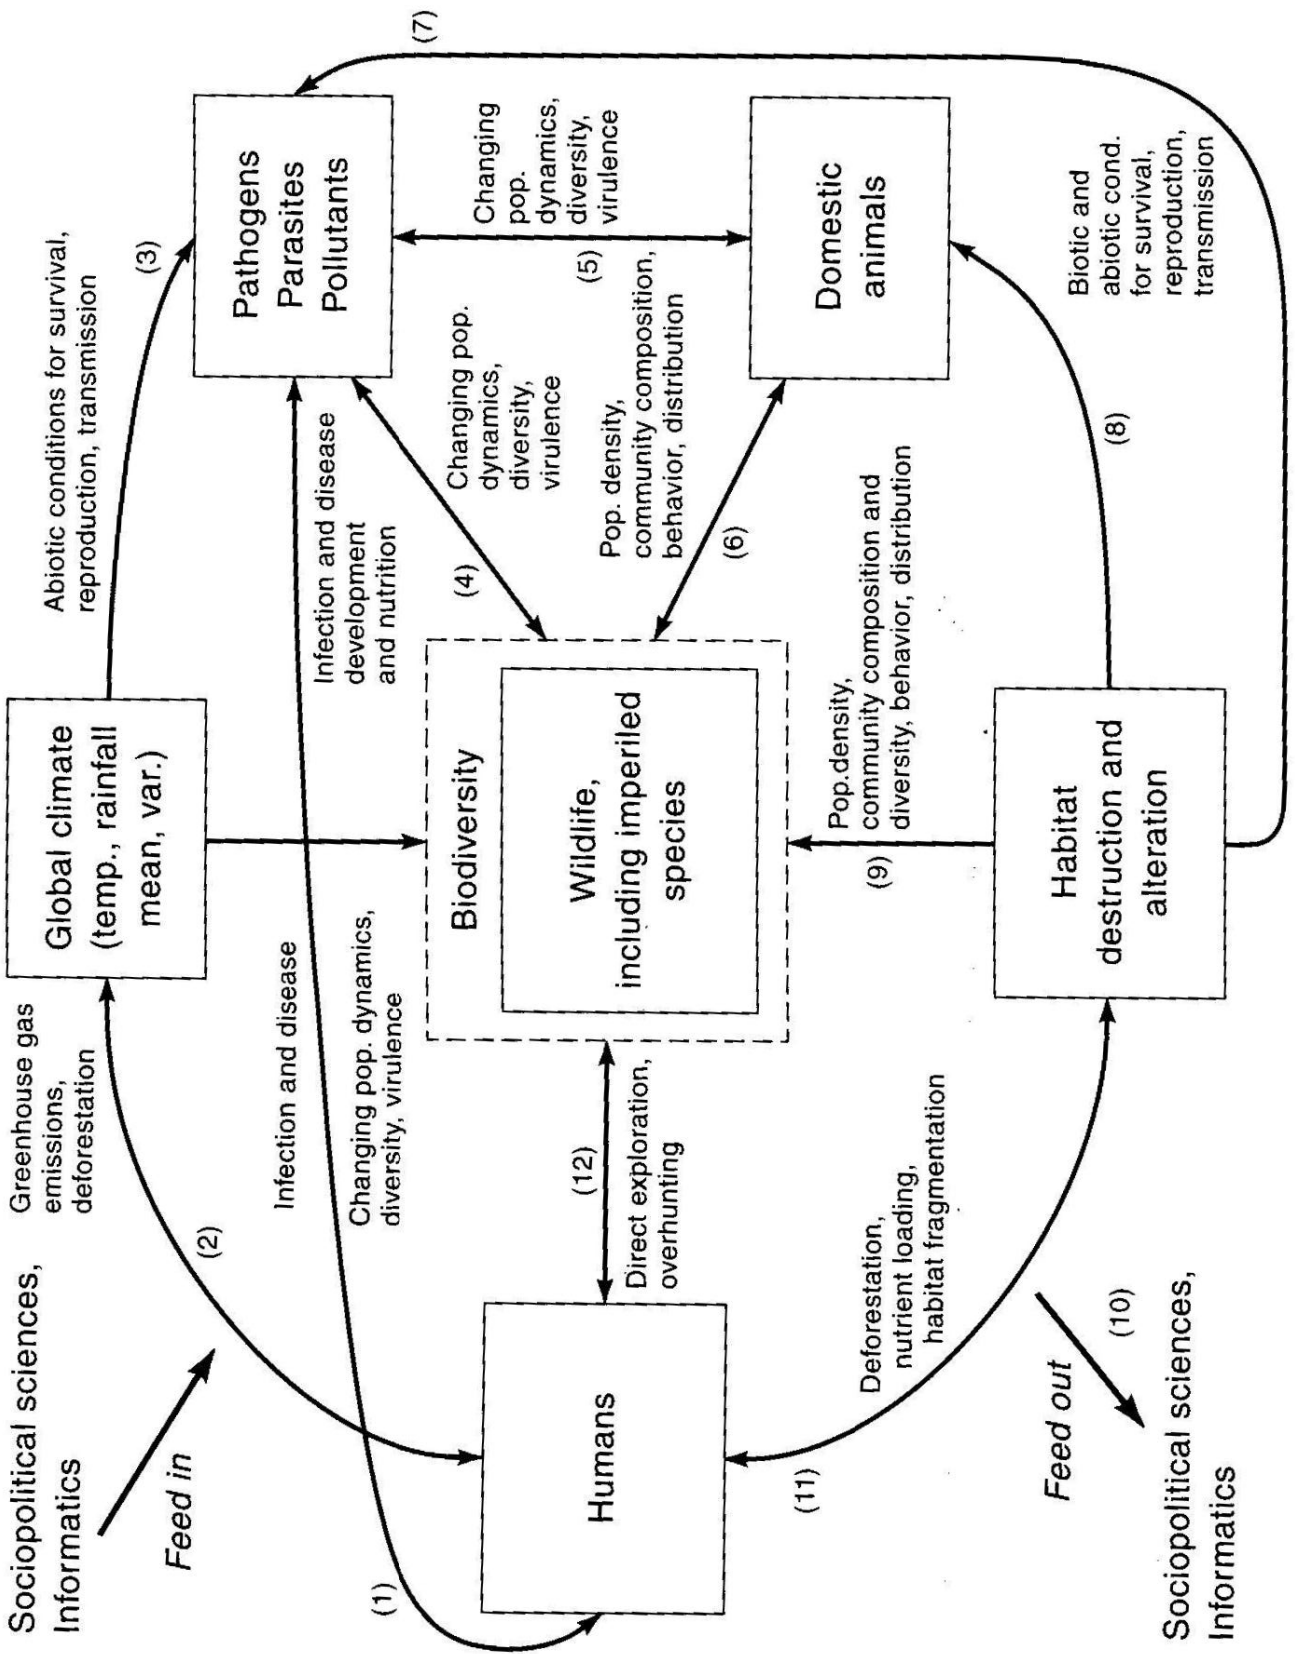 Sociopolitical sciences,
Informatics
Feed in
Greenhouse gas
emissions,
deforestation
(2)
Global climate
(temp., rainfall
mean, var.)
Abiotic conditions for survival,
reproduction, transmission
(3)
Pathogens
Parasites
Pollutants
(7)
(1)
Infection and disease
Changing pop. dynamics,
diversity, virulence
Infection and disease
development
and nutrition
Changing pop.
dynamics,
diversity,
virulence
(4)
Changing
pop.
dynamics,
diversity,
virulence
(5)
Humans
(12)
Direct exploration,
overhunting
Biodiversity
Wildlife,
including imperiled
species
Pop. density,
community composition,
behavior, distribution
(6)
Domestic
animals
(11)
Deforestation,
nutrient loading,
habitat fragmentation
(9)
Pop.density,
community composition and
diversity, behavior, distribution
Habitat
destruction and
alteration
(8)
Biotic and
abiotic cond.
for survival,
reproduction,
transmission
Feed out
(10)
Sociopolitical sciences,
Informatics